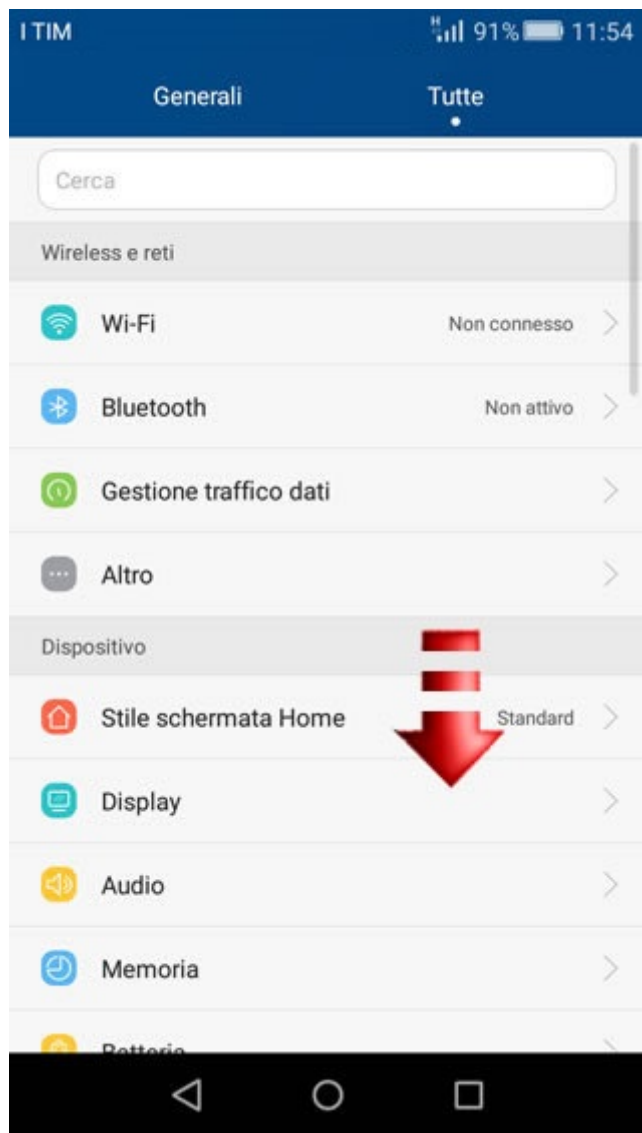 I TIM H 91% 11:54
Generali Tutte
Cerca
Wireless e reti
Wi-Fi Non connesso
Bluetooth Non attivo
Gestione traffico dati
Altro
Dispositivo
Stile schermata Home Standard
Display
Audio
Memoria
Batteria